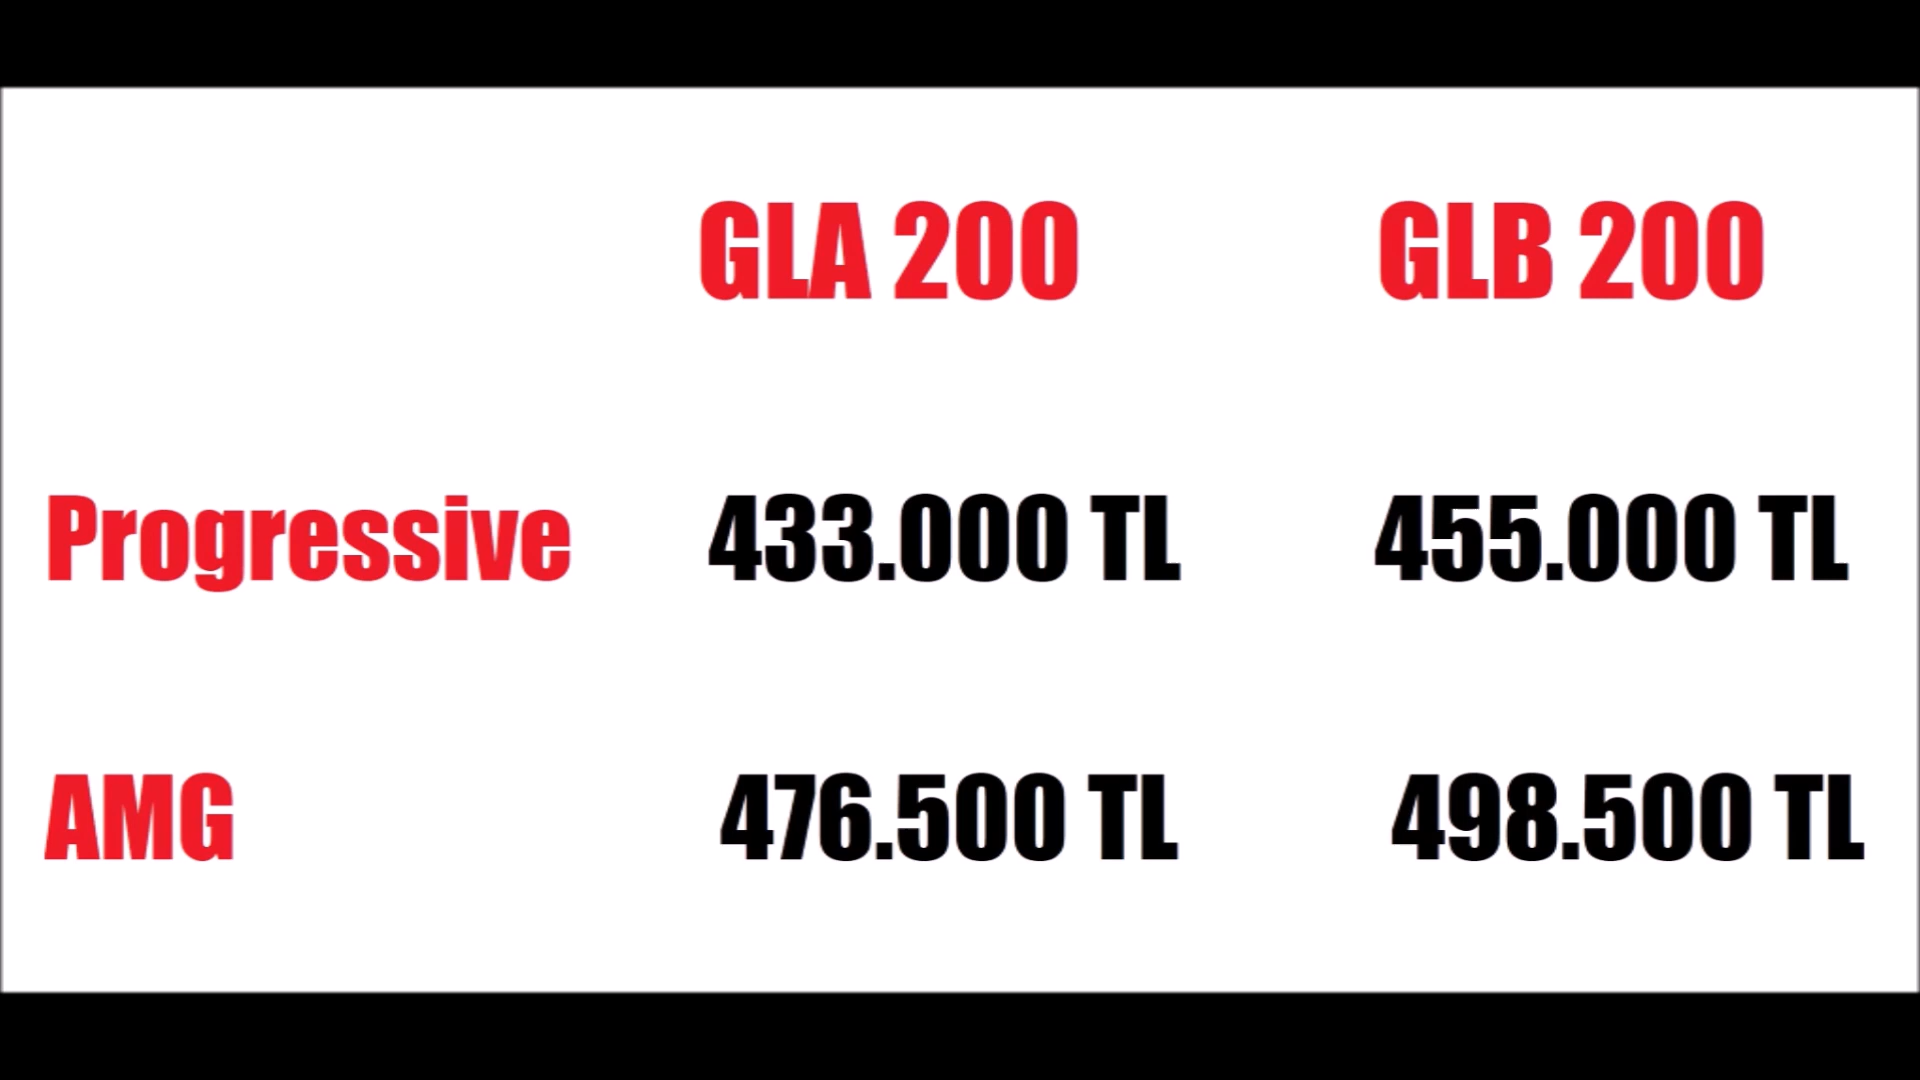 GLA 200 GLB 200
Progressive 433.000 TL 455.000 TL
AMG 476.500 TL 498.500 TL